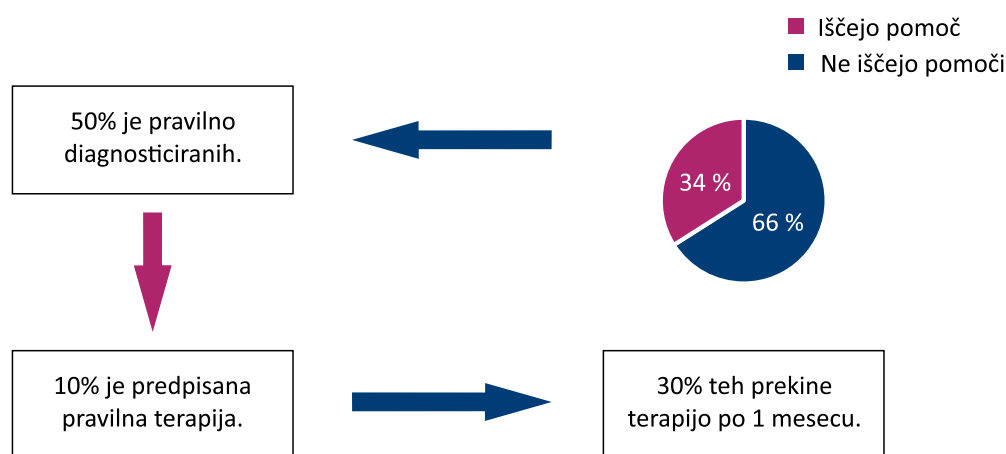 Iščejo pomoč
Ne iščejo pomoči
50% je pravilno
diagnosticiranih.
34 %
66 %
10% je predpisana
pravilna terapija.
30% teh prekine
terapijo po 1 mesecu.